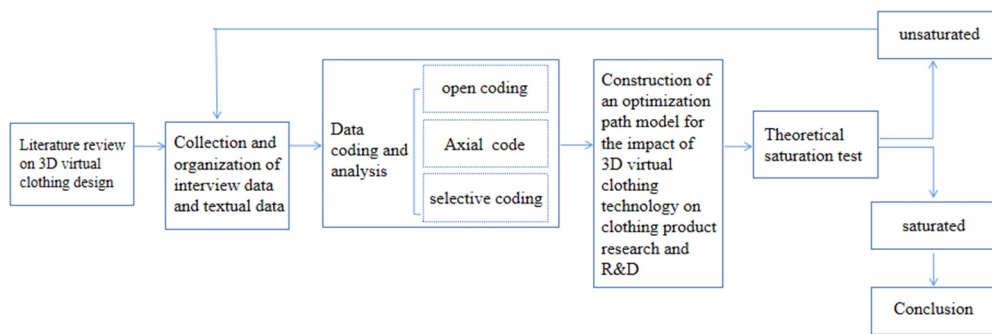 Literature review
on 3D virtual
clothing design
Collection and
organization of
interview data
and textual data
Data
coding and
analysis
open coding
Axial code
selective coding
Construction of
an optimization
path model for
the impact of
3D virtual
clothing
technology on
clothing product
research and
R&D
Theoretical
saturation test
unsaturated
saturated
Conclusion